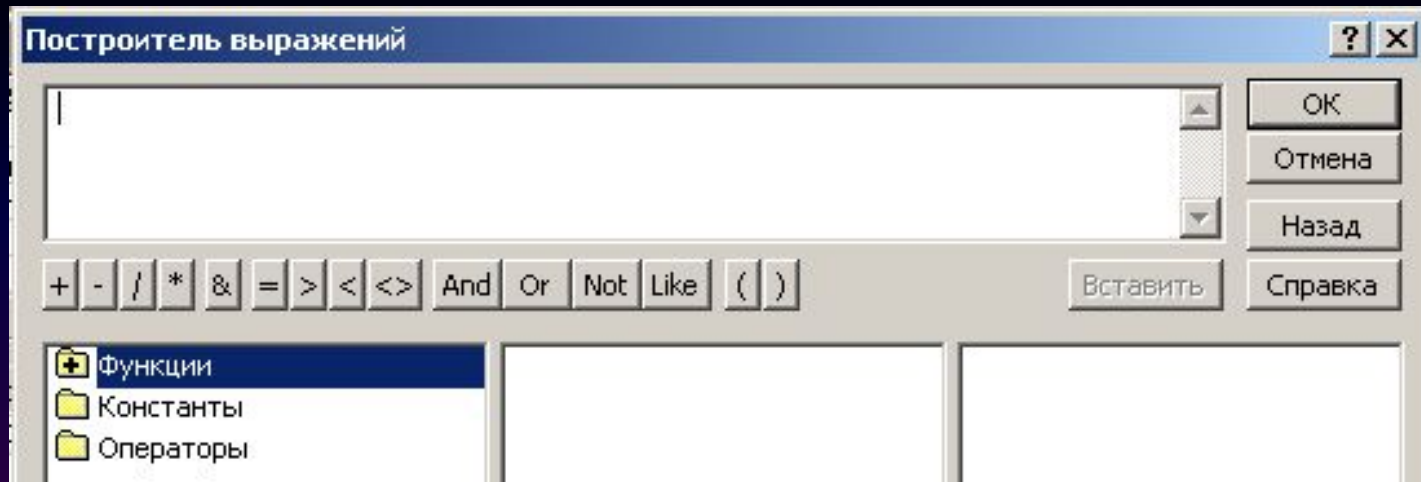 Построитель выражений ? ×
OK
Отмена
Назад
+ - / * & = > < <> And Or Not Like ( ) Вставить Справка
Функции
Константы
Операторы